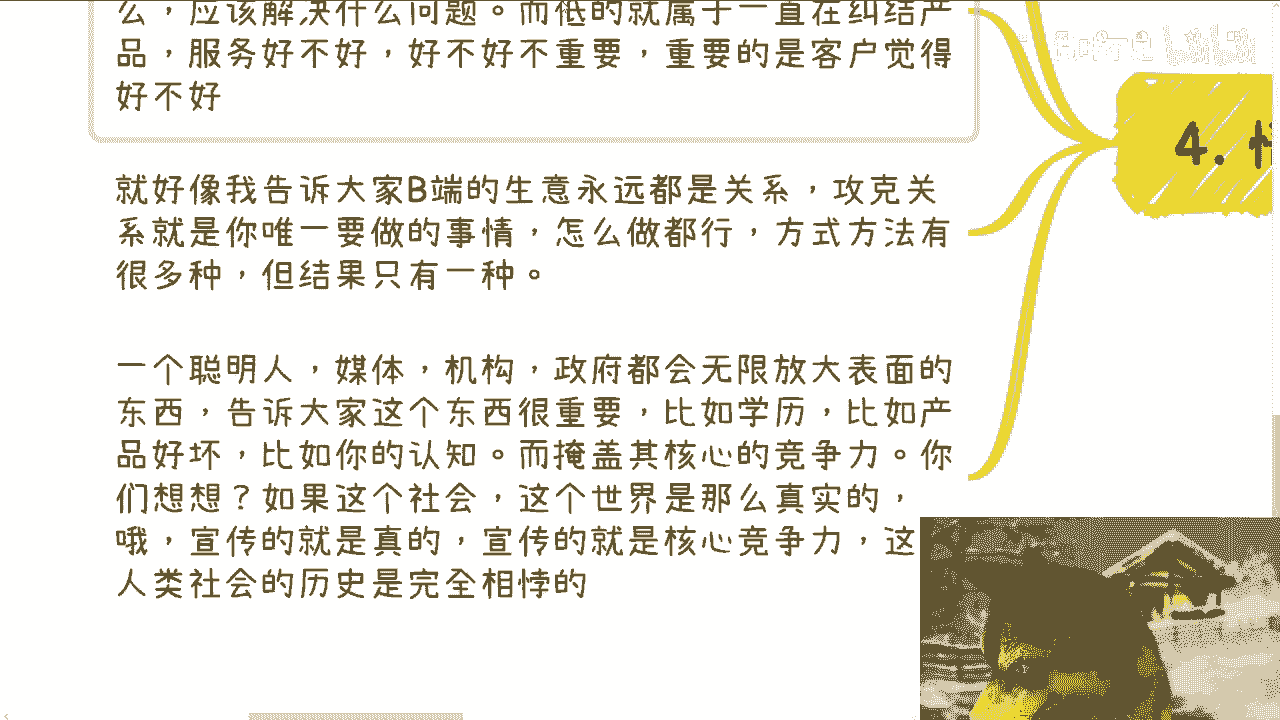 么，应该解决什么问题。而低的就属于一直在纠结产
品，服务好不好，好不好不重要，重要的是客户觉得
好不好
就好像我告诉大家B端的生意永远都是关系，攻克关
系就是你唯一要做的事情，怎么做都行，方式方法有
很多种，但结果只有一种。
一个聪明人，媒体，机构，政府都会无限放大表面的
东西，告诉大家这个东西很重要，比如学历，比如产
品好坏，比如你的认知。而掩盖其核心的竞争力。你
们想想？如果这个社会，这个世界是那么真实的，
哦，宣传的就是真的，宣传的就是核心竞争力，这
人类社会的历史是完全相悖的
4.